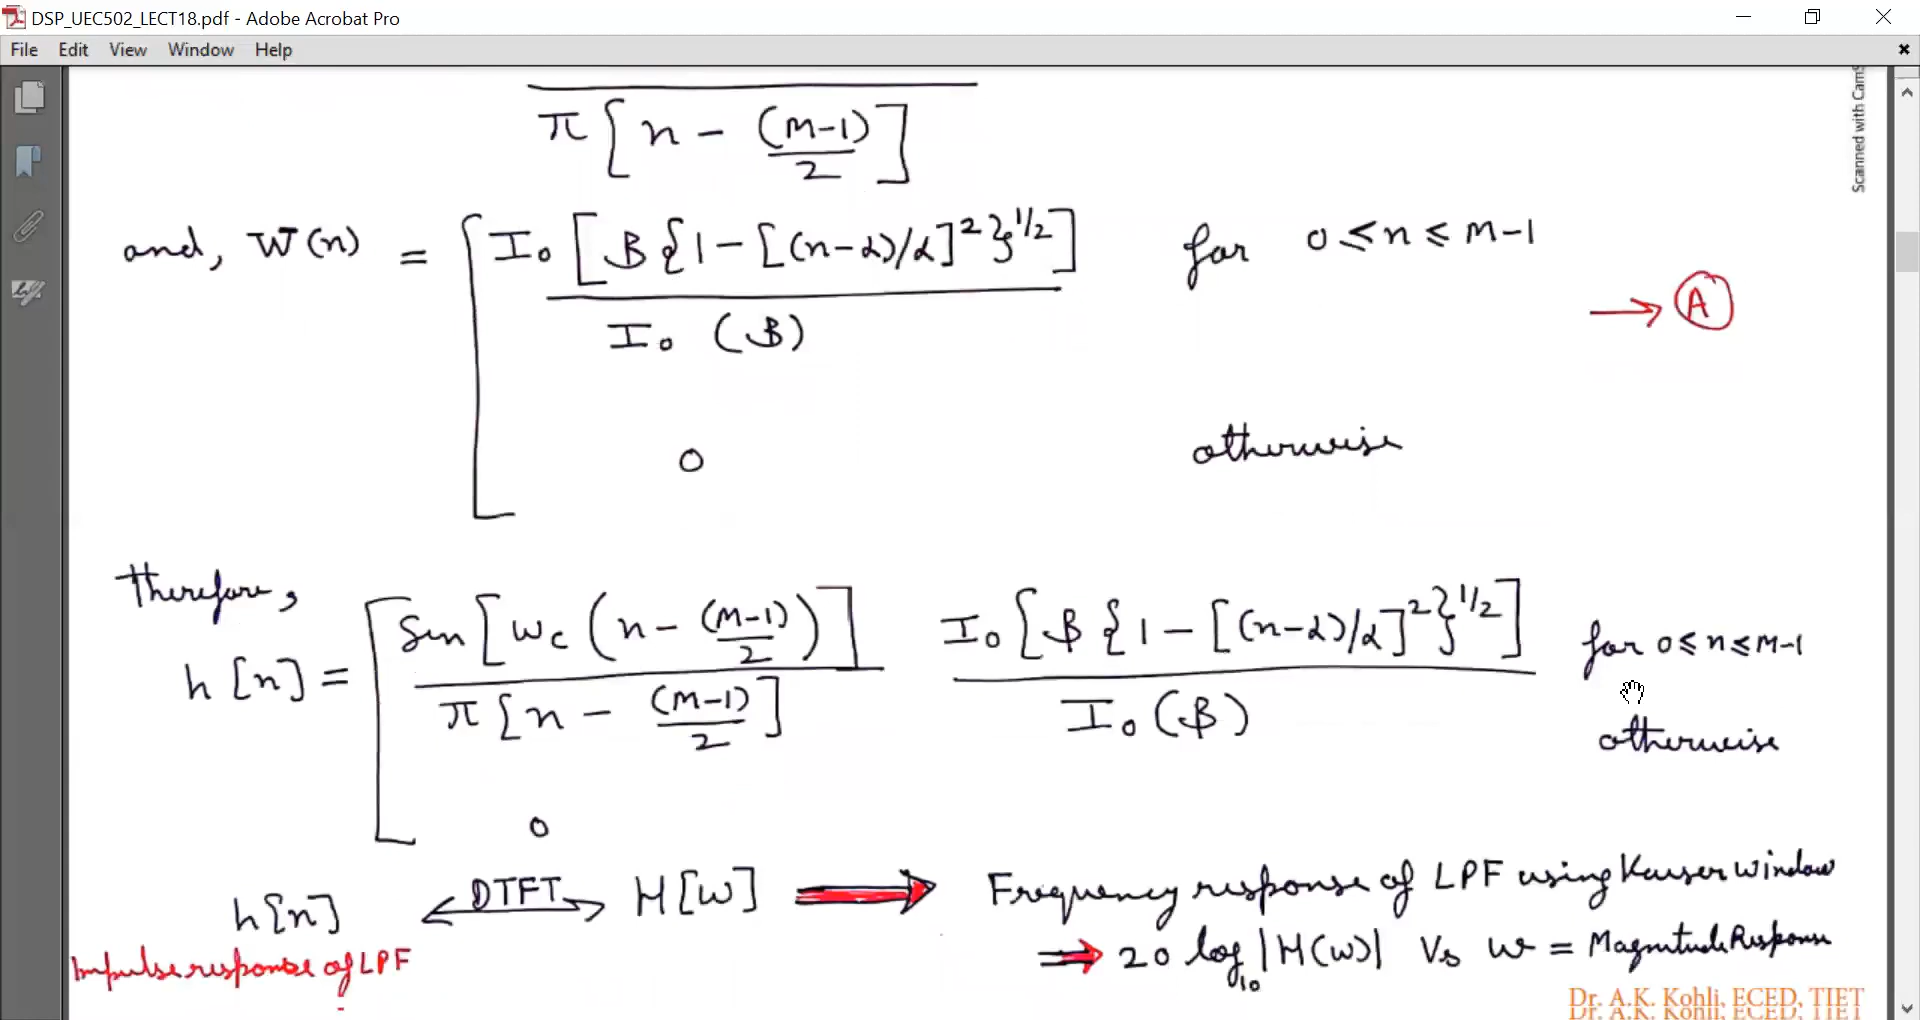 DSP_UEC502_LECT18.pdf - Adobe Acrobat Pro
File Edit View Window Help
Scanned with CamS
π [n - (M-1)/2]
and, W(n) = I₀[β{1-[(n-α)/α]²}^1/2] / I₀(β) for 0 ≤ n ≤ M-1
→ A
0 otherwise
Therefore,
h[n] = Sin[wc(n-(M-1)/2)] / π[n-(M-1)/2] I₀[β{1-[(n-α)/α]²}^1/2] / I₀(β) for 0≤n≤M-1
0 otherwise
h[n] ←DTFT→ H[w] ⇒ Frequency response of LPF using Kaiser Window
Impulse response of LPF
⇒ 20 log₁₀ |H(w)| Vs w = Magnitude Response
Dr. A.K. Kohli, ECED, TIET